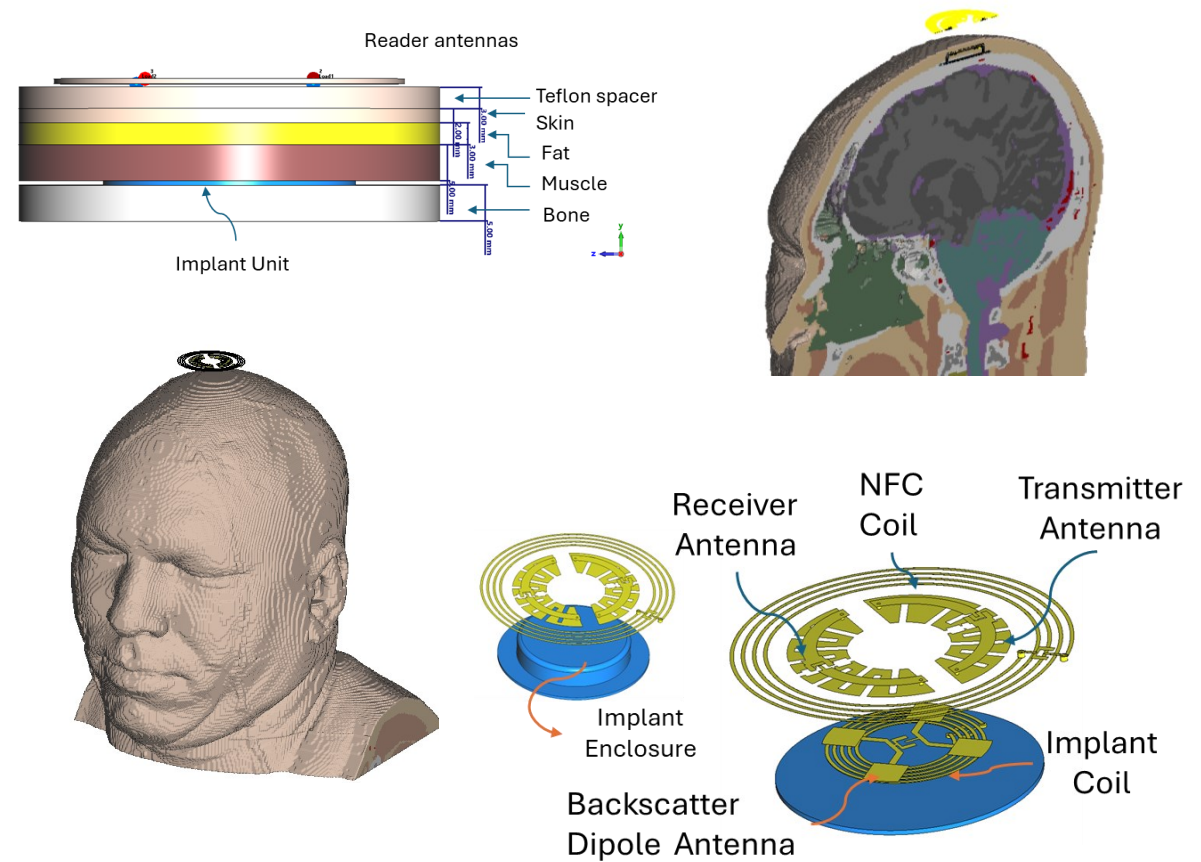 Reader antennas
Teflon spacer
Skin
Fat
Muscle
Bone
3.00 mm
2.00 mm
3.00 mm
5.00 mm
5.00 mm
y
z
Implant Unit
Receiver
Antenna
NFC
Coil
Transmitter
Antenna
Implant
Enclosure
Implant
Coil
Backscatter
Dipole Antenna